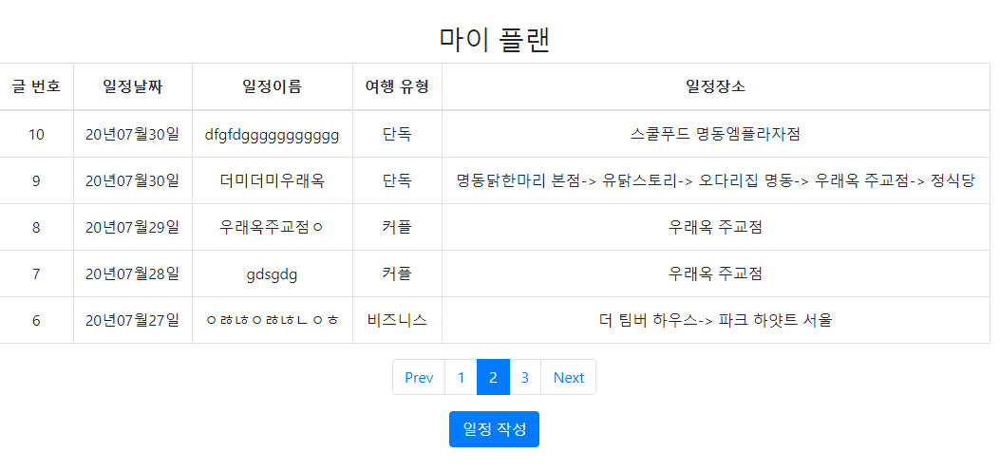 마이 플랜
글 번호 일정날짜 일정이름 여행 유형 일정장소
10 20년07월30일 dfgfdggggggggggg 단독 스쿨푸드 명동엠플라자점
9 20년07월30일 더미더미우래옥 단독 명동닭한마리 본점-> 유닭스토리-> 오다리집 명동-> 우래옥 주교점-> 정식당
8 20년07월29일 우래옥주교점ㅇ 커플 우래옥 주교점
7 20년07월28일 gdsgdg 커플 우래옥 주교점
6 20년07월27일 비즈니스 더 팀버 하우스-> 파크 하얏트 서울
Prev 1 2 3 Next
일정 작성